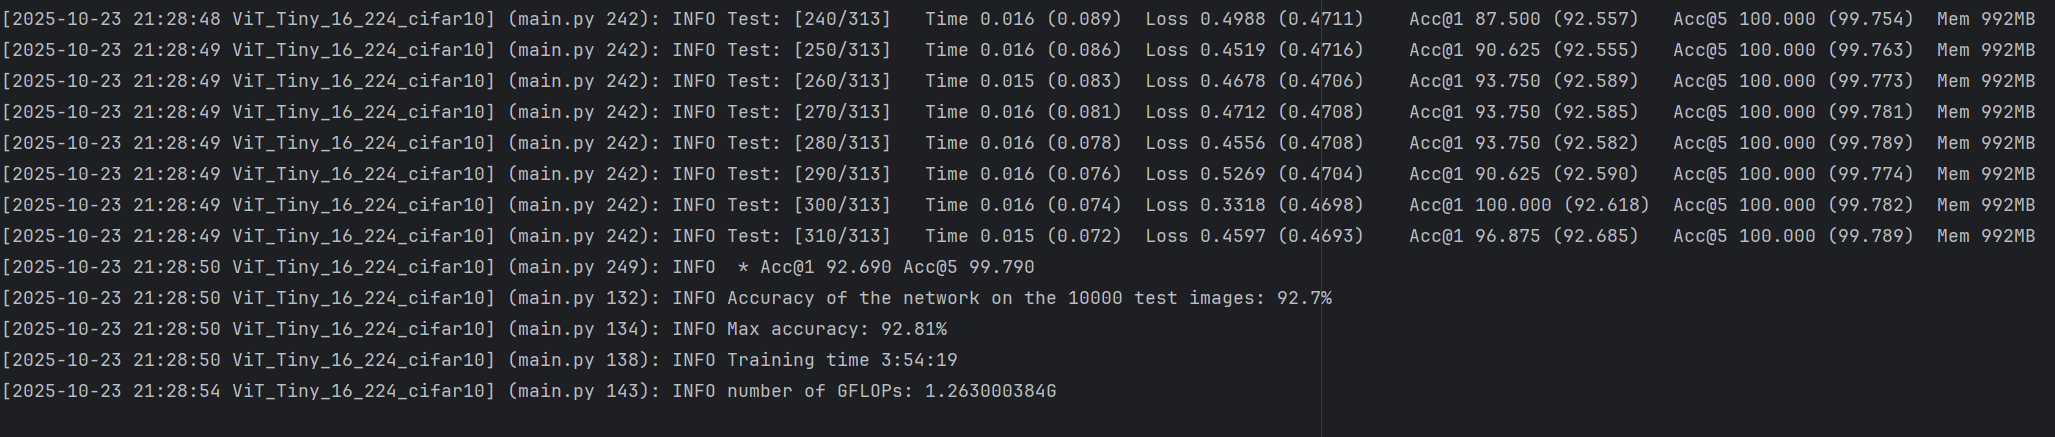 [2025-10-23 21:28:48 ViT_Tiny_16_224_cifar10] (main.py 242): INFO Test: [240/313]   Time 0.016 (0.089)  Loss 0.4988 (0.4711)    Acc@1 87.500 (92.557)   Acc@5 100.000 (99.754)  Mem 992MB
[2025-10-23 21:28:49 ViT_Tiny_16_224_cifar10] (main.py 242): INFO Test: [250/313]   Time 0.016 (0.086)  Loss 0.4519 (0.4716)    Acc@1 90.625 (92.555)   Acc@5 100.000 (99.763)  Mem 992MB
[2025-10-23 21:28:49 ViT_Tiny_16_224_cifar10] (main.py 242): INFO Test: [260/313]   Time 0.015 (0.083)  Loss 0.4678 (0.4706)    Acc@1 93.750 (92.589)   Acc@5 100.000 (99.773)  Mem 992MB
[2025-10-23 21:28:49 ViT_Tiny_16_224_cifar10] (main.py 242): INFO Test: [270/313]   Time 0.016 (0.081)  Loss 0.4712 (0.4708)    Acc@1 93.750 (92.585)   Acc@5 100.000 (99.781)  Mem 992MB
[2025-10-23 21:28:49 ViT_Tiny_16_224_cifar10] (main.py 242): INFO Test: [280/313]   Time 0.016 (0.078)  Loss 0.4556 (0.4708)    Acc@1 93.750 (92.582)   Acc@5 100.000 (99.789)  Mem 992MB
[2025-10-23 21:28:49 ViT_Tiny_16_224_cifar10] (main.py 242): INFO Test: [290/313]   Time 0.016 (0.076)  Loss 0.5269 (0.4704)    Acc@1 90.625 (92.590)   Acc@5 100.000 (99.774)  Mem 992MB
[2025-10-23 21:28:49 ViT_Tiny_16_224_cifar10] (main.py 242): INFO Test: [300/313]   Time 0.016 (0.074)  Loss 0.3318 (0.4698)    Acc@1 100.000 (92.618)  Acc@5 100.000 (99.782)  Mem 992MB
[2025-10-23 21:28:49 ViT_Tiny_16_224_cifar10] (main.py 242): INFO Test: [310/313]   Time 0.015 (0.072)  Loss 0.4597 (0.4693)    Acc@1 96.875 (92.685)   Acc@5 100.000 (99.789)  Mem 992MB
[2025-10-23 21:28:50 ViT_Tiny_16_224_cifar10] (main.py 249): INFO  * Acc@1 92.690 Acc@5 99.790
[2025-10-23 21:28:50 ViT_Tiny_16_224_cifar10] (main.py 132): INFO Accuracy of the network on the 10000 test images: 92.7%
[2025-10-23 21:28:50 ViT_Tiny_16_224_cifar10] (main.py 134): INFO Max accuracy: 92.81%
[2025-10-23 21:28:50 ViT_Tiny_16_224_cifar10] (main.py 138): INFO Training time 3:54:19
[2025-10-23 21:28:54 ViT_Tiny_16_224_cifar10] (main.py 143): INFO number of GFLOPs: 1.263000384G